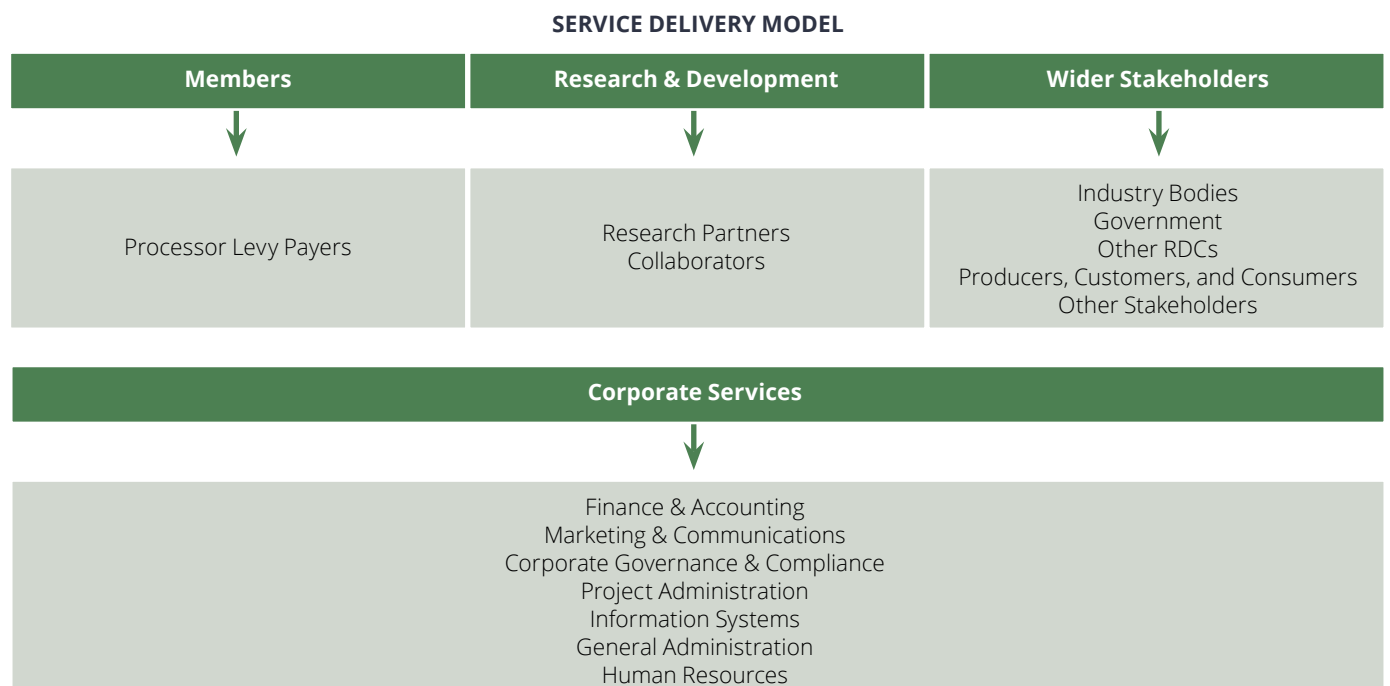 SERVICE DELIVERY MODEL
Members
Research & Development
Wider Stakeholders
Processor Levy Payers
Research Partners
Collaborators
Industry Bodies
Government
Other RDCs
Producers, Customers, and Consumers
Other Stakeholders
Corporate Services
Finance & Accounting
Marketing & Communications
Corporate Governance & Compliance
Project Administration
Information Systems
General Administration
Human Resources